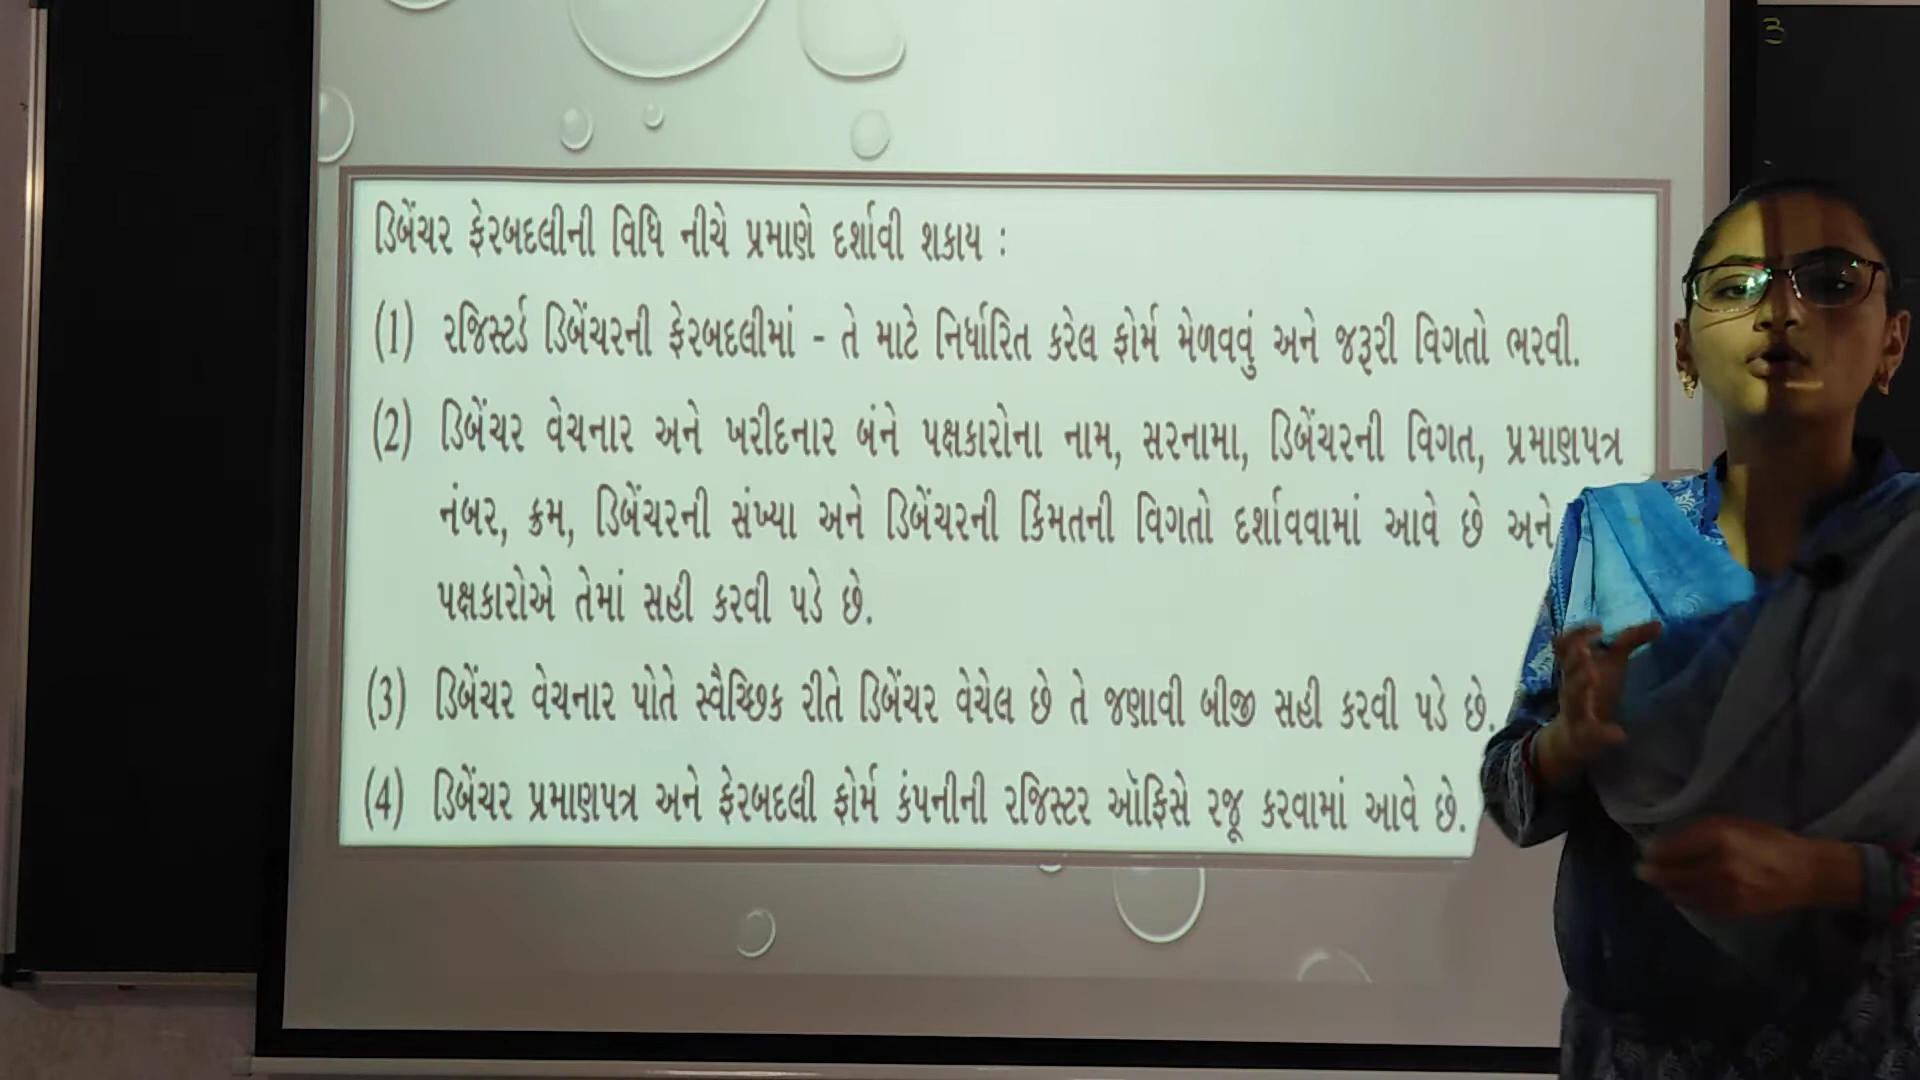 3
ડિબેંચર ફેરબદલીની વિધિ નીચે પ્રમાણે દર્શાવી શકાય :
(1) રજિસ્ટર્ડ ડિબેંચરની ફેરબદલીમાં - તે માટે નિર્ધારિત કરેલ ફોર્મ મેળવવું અને જરૂરી વિગતો ભરવી.
(2) ડિબેંચર વેચનાર અને ખરીદનાર બંને પક્ષકારોના નામ, સરનામા, ડિબેંચરની વિગત, પ્રમાણપત્ર
નંબર, ક્રમ, ડિબેંચરની સંખ્યા અને ડિબેંચરની કિંમતની વિગતો દર્શાવવામાં આવે છે અને
પક્ષકારોએ તેમાં સહી કરવી પડે છે.
(3) ડિબેંચર વેચનાર પોતે સ્વૈચ્છિક રીતે ડિબેંચર વેચેલ છે તે જણાવી બીજી સહી કરવી પડે છે.
(4) ડિબેંચર પ્રમાણપત્ર અને ફેરબદલી ફોર્મ કંપનીની રજિસ્ટર ઑફિસે રજૂ કરવામાં આવે છે.